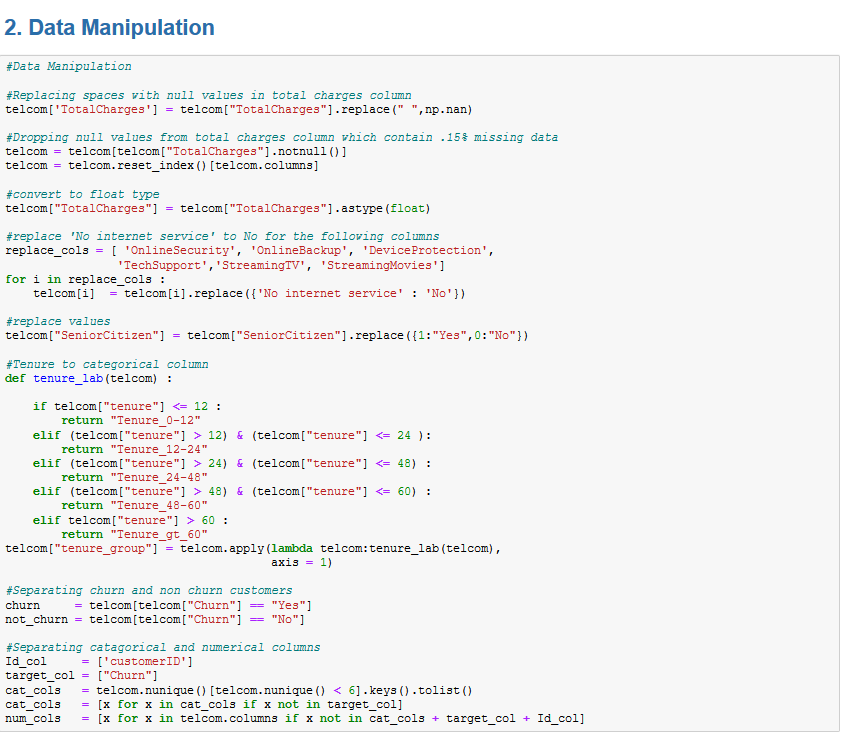 2. Data Manipulation
#Data Manipulation
#Replacing spaces with null values in total charges column
telcom['TotalCharges'] = telcom["TotalCharges"].replace(" ",np.nan)
#Dropping null values from total charges column which contain .15% missing data
telcom = telcom[telcom["TotalCharges"].notnull()]
telcom = telcom.reset_index()[telcom.columns]
#convert to float type
telcom["TotalCharges"] = telcom["TotalCharges"].astype(float)
#replace 'No internet service' to No for the following columns
replace_cols = [ 'OnlineSecurity', 'OnlineBackup', 'DeviceProtection',
                'TechSupport','StreamingTV', 'StreamingMovies']
for i in replace_cols :
    telcom[i]  = telcom[i].replace({'No internet service' : 'No'})
#replace values
telcom["SeniorCitizen"] = telcom["SeniorCitizen"].replace({1:"Yes",0:"No"})
#Tenure to categorical column
def tenure_lab(telcom) :
    if telcom["tenure"] <= 12 :
        return "Tenure_0-12"
    elif (telcom["tenure"] > 12) & (telcom["tenure"] <= 24 ):
        return "Tenure_12-24"
    elif (telcom["tenure"] > 24) & (telcom["tenure"] <= 48) :
        return "Tenure_24-48"
    elif (telcom["tenure"] > 48) & (telcom["tenure"] <= 60) :
        return "Tenure_48-60"
    elif telcom["tenure"] > 60 :
        return "Tenure_gt_60"
telcom["tenure_group"] = telcom.apply(lambda telcom:tenure_lab(telcom),
                                      axis = 1)
#Separating churn and non churn customers
churn     = telcom[telcom["Churn"] == "Yes"]
not_churn = telcom[telcom["Churn"] == "No"]
#Separating catagorical and numerical columns
Id_col     = ['customerID']
target_col = ["Churn"]
cat_cols   = telcom.nunique()[telcom.nunique() < 6].keys().tolist()
cat_cols   = [x for x in cat_cols if x not in target_col]
num_cols   = [x for x in telcom.columns if x not in cat_cols + target_col + Id_col]